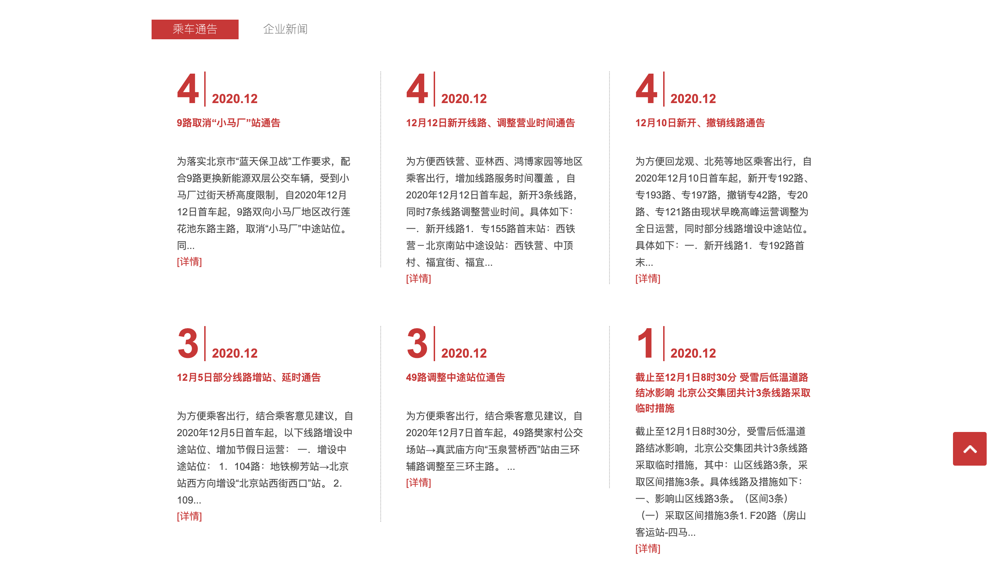 乘车通告
企业新闻
4
2020.12
9路取消“小马厂”站通告
为落实北京市“蓝天保卫战”工作要求，配
合9路更换新能源双层公交车辆，受到小
马厂过街天桥高度限制，自2020年12月
12日首车起，9路双向小马厂地区改行莲
花池东路主路，取消“小马厂”中途站位。
同...
[详情]
4
2020.12
12月12日新开线路、调整营业时间通告
为方便西铁营、亚林西、鸿博家园等地区
乘客出行，增加线路服务时间覆盖 ，自
2020年12月12日首车起，新开3条线路，
同时7条线路调整营业时间。具体如下：
一．新开线路1．专155路首末站：西铁
营－北京南站中途设站：西铁营、中顶
村、福宜街、福宜...
[详情]
4
2020.12
12月10日新开、撤销线路通告
为方便回龙观、北苑等地区乘客出行，自
2020年12月10日首车起，新开专192路、
专193路、专197路，撤销专42路，专20
路、专121路由现状早晚高峰运营调整为
全日运营，同时部分线路增设中途站位。
具体如下：一．新开线路1．专192路首
末...
[详情]
3
2020.12
12月5日部分线路增站、延时通告
为方便乘客出行，结合乘客意见建议，自
2020年12月5日首车起，以下线路增设中
途站位、增加节假日运营： 一．增设中
途站位： 1．104路：地铁柳芳站→北京
站西方向增设“北京站西街西口”站。 2．
109...
[详情]
3
2020.12
49路调整中途站位通告
为方便乘客出行，结合乘客意见建议，自
2020年12月7日首车起，49路樊家村公交
场站→真武庙方向“玉泉营桥西”站由三环
辅路调整至三环主路。 ...
[详情]
1
2020.12
截止至12月1日8时30分 受雪后低温道路
结冰影响 北京公交集团共计3条线路采取
临时措施
截止至12月1日8时30分，受雪后低温道
路结冰影响，北京公交集团共计3条线路
采取临时措施，其中：山区线路3条，采
取区间措施3条。具体线路及措施如下：
一、影响山区线路3条。（区间3条）
（一）采取区间措施3条1. F20路（房山
客运站-四马...
[详情]